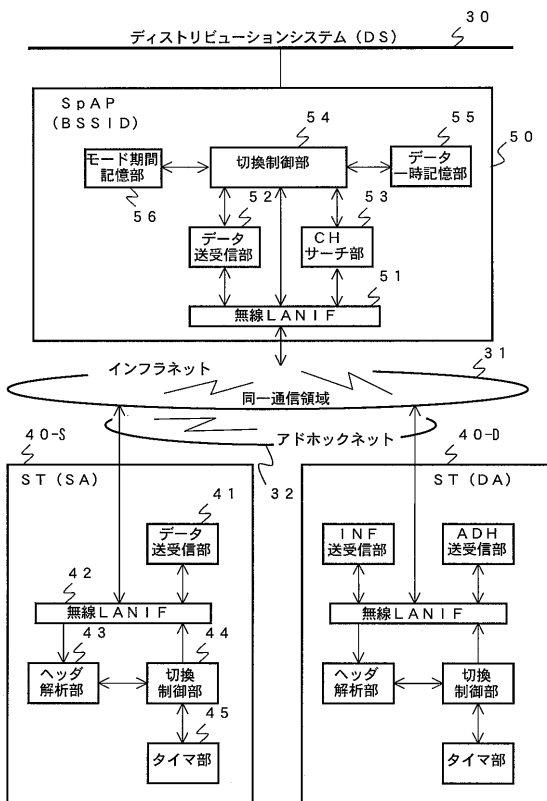 ディストリビューションシステム(DS)
30
SpAP
(BSSID)
54
55
50
モード期間
記憶部
切換制御部
データ
一時記憶部
56
52
53
データ
送受信部
CH
サーチ部
51
無線LANIF
インフラネット
31
同一通信領域
アドホックネット
40-S
32
40-D
ST(SA)
ST(DA)
41
データ
送受信部
INF
送受信部
ADH
送受信部
42
無線LANIF
無線LANIF
43
44
ヘッダ
解析部
切換
制御部
ヘッダ
解析部
切換
制御部
45
タイマ部
タイマ部